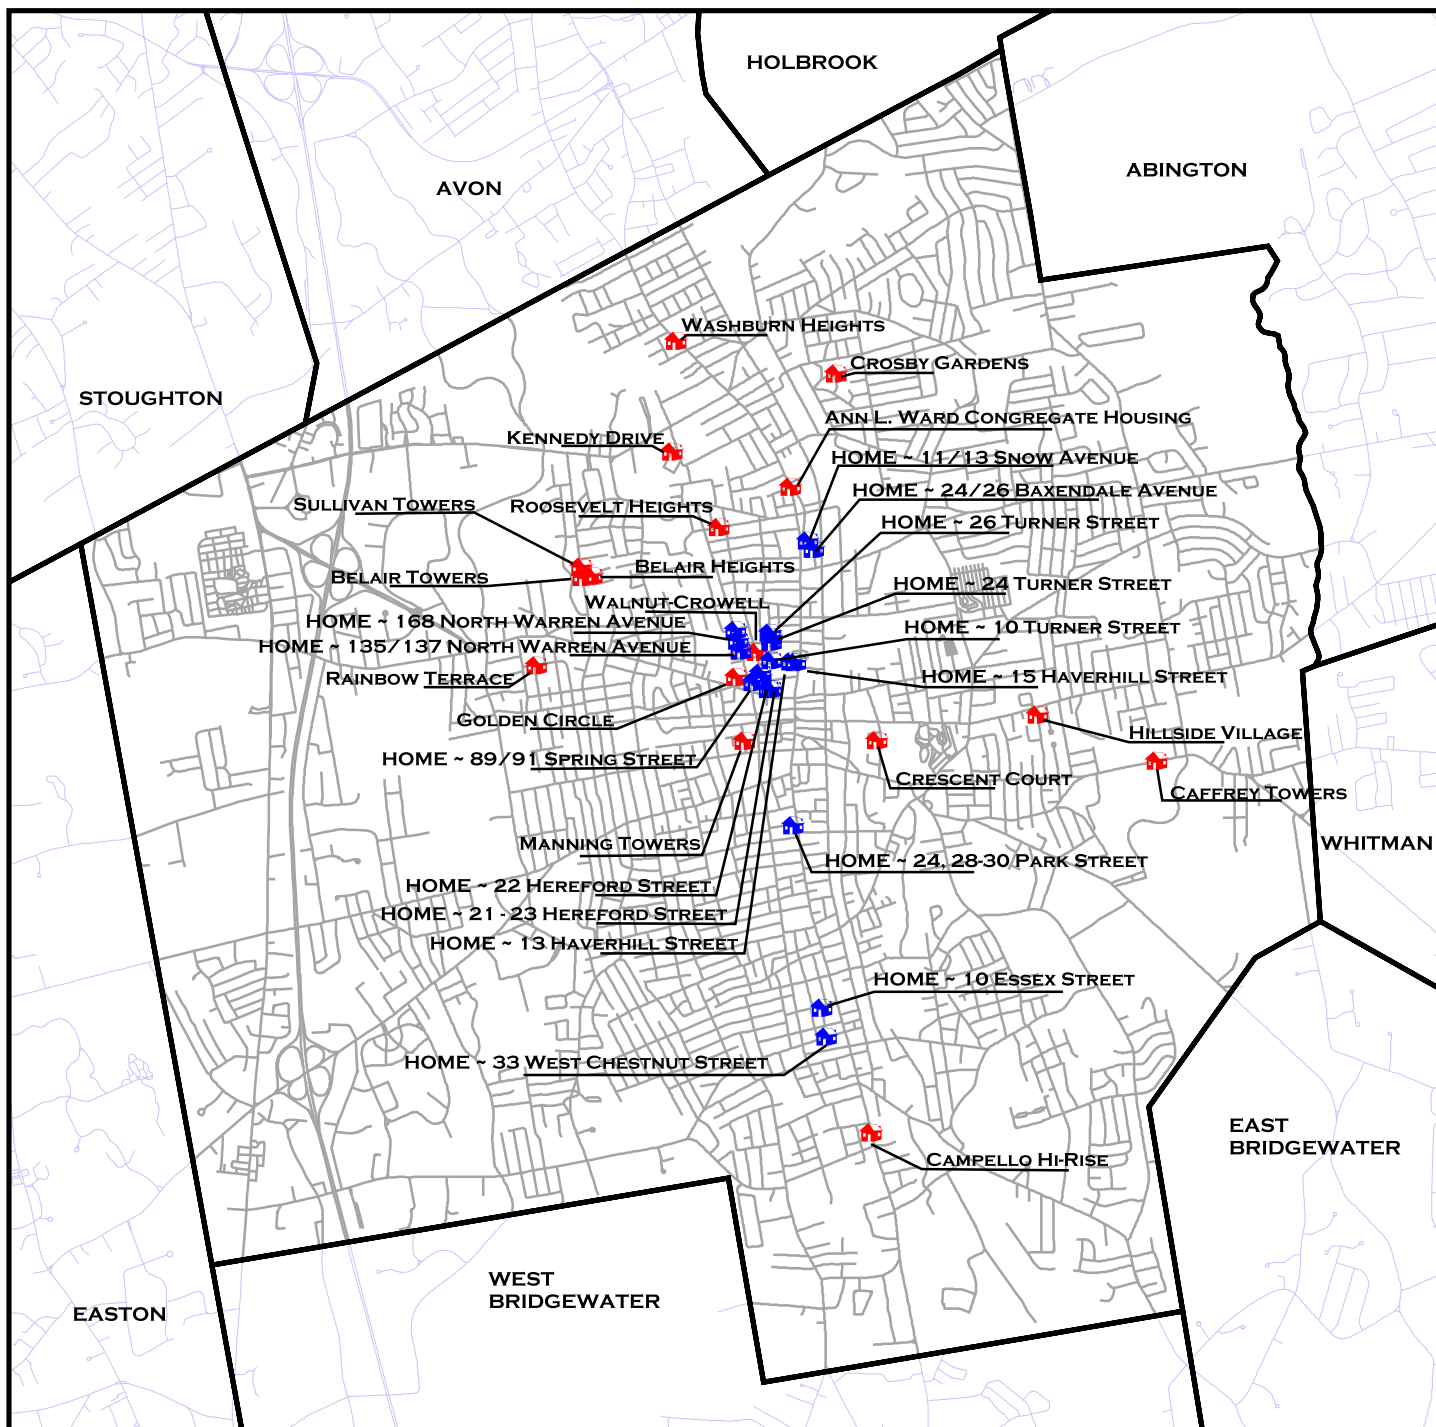 HOLBROOK
ABINGTON
AVON
STOUGHTON
WASHBURN HEIGHTS
CROSBY GARDENS
ANN L. WARD CONGREGATE HOUSING
KENNEDY DRIVE
HOME ~ 11/13 SNOW AVENUE
HOME ~ 24/26 BAXENDALE AVENUE
SULLIVAN TOWERS
ROOSEVELT HEIGHTS
HOME ~ 26 TURNER STREET
BELAIR HEIGHTS
BELAIR TOWERS
HOME ~ 24 TURNER STREET
WALNUT-CROWELL
HOME ~ 168 NORTH WARREN AVENUE
HOME ~ 10 TURNER STREET
HOME ~ 135/137 NORTH WARREN AVENUE
RAINBOW TERRACE
HOME ~ 15 HAVERHILL STREET
GOLDEN CIRCLE
HILLSIDE VILLAGE
HOME ~ 89/91 SPRING STREET
CRESCENT COURT
CAFFREY TOWERS
MANNING TOWERS
WHITMAN
HOME ~ 24, 28-30 PARK STREET
HOME ~ 22 HEREFORD STREET
HOME ~ 21 - 23 HEREFORD STREET
HOME ~ 13 HAVERHILL STREET
HOME ~ 10 ESSEX STREET
HOME ~ 33 WEST CHESTNUT STREET
EAST
BRIDGEWATER
CAMPELLO HI-RISE
WEST
BRIDGEWATER
EASTON